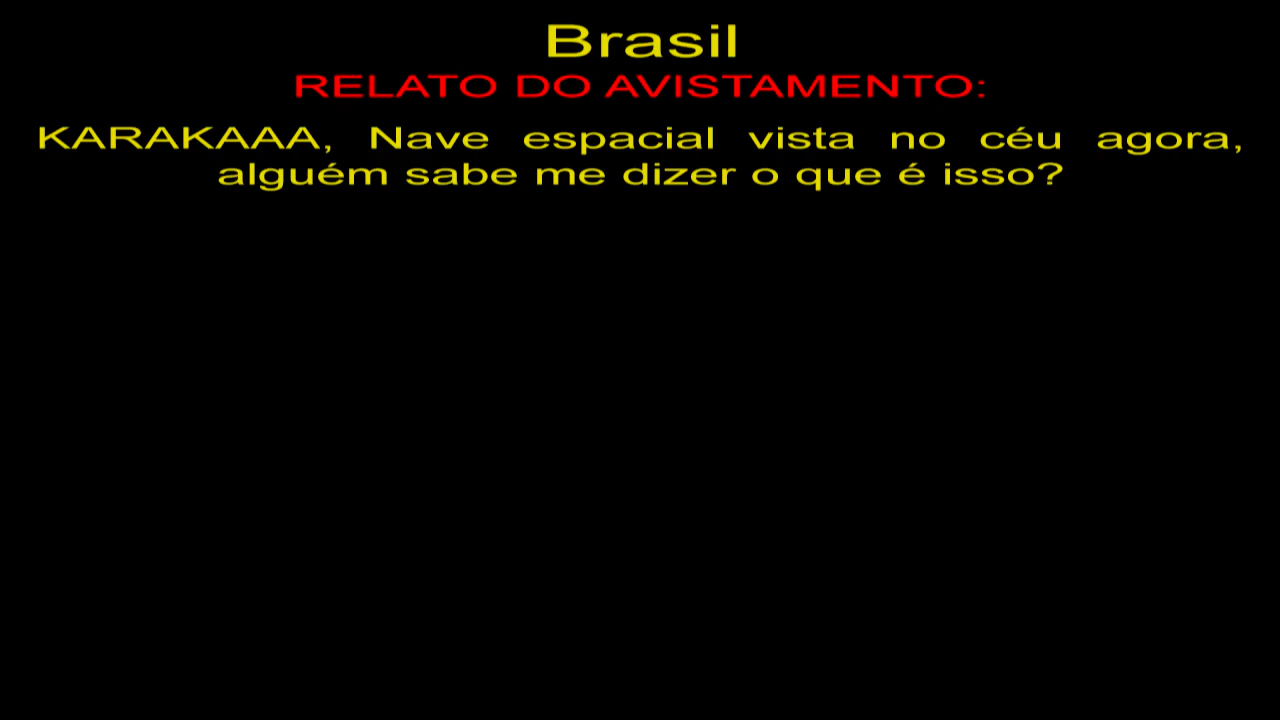 Brasil
RELATO DO AVISTAMENTO:
KARAKAAA, Nave espacial vista no céu agora,
alguém sabe me dizer o que é isso?